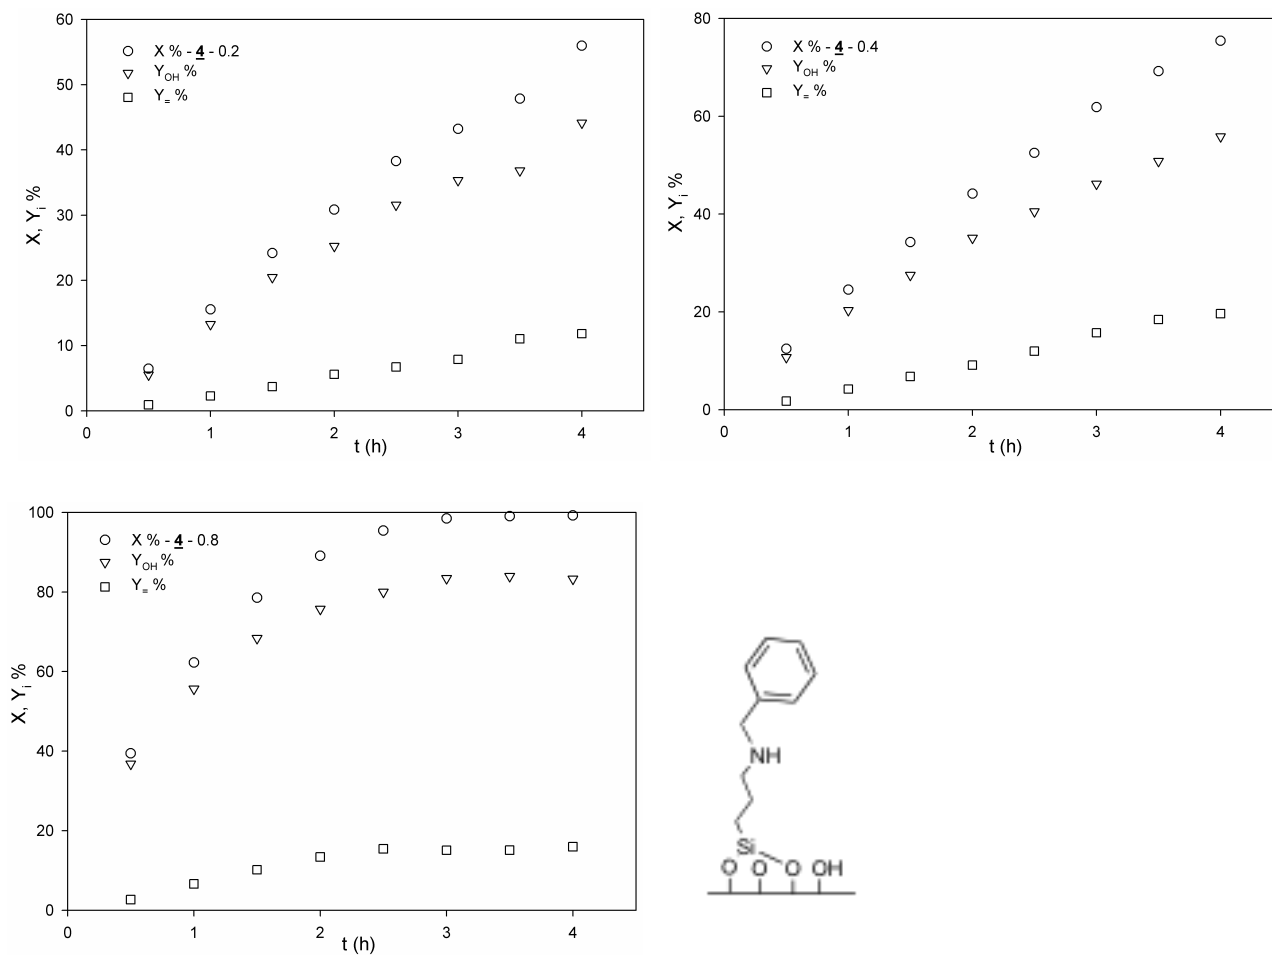 60
50
40
30
20
10
0
X, Yi %
X % - 4 - 0.2
YOH %
Y= %
0 1 2 3 4
t (h)
80
60
40
20
0
X, Yi %
X % - 4 - 0.4
YOH %
Y= %
0 1 2 3 4
t (h)
100
80
60
40
20
0
X, Yi %
X % - 4 - 0.8
YOH %
Y= %
0 1 2 3 4
t (h)
NH
Si
O O O OH